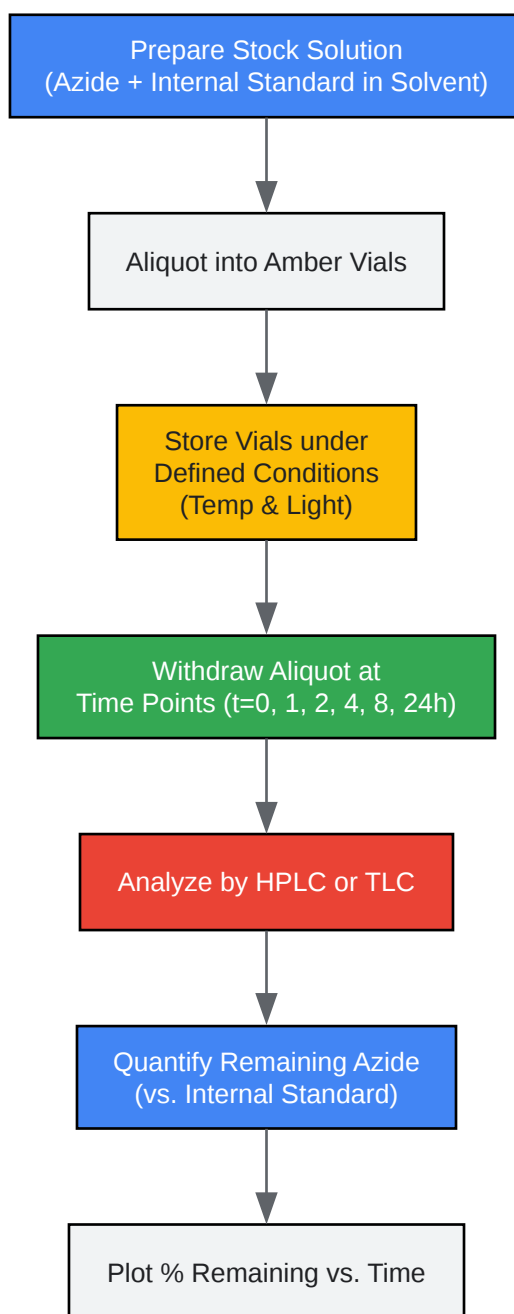 Prepare Stock Solution
(Azide + Internal Standard in Solvent)
Aliquot into Amber Vials
Store Vials under
Defined Conditions
(Temp & Light)
Withdraw Aliquot at
Time Points (t=0, 1, 2, 4, 8, 24h)
Analyze by HPLC or TLC
Quantify Remaining Azide
(vs. Internal Standard)
Plot % Remaining vs. Time